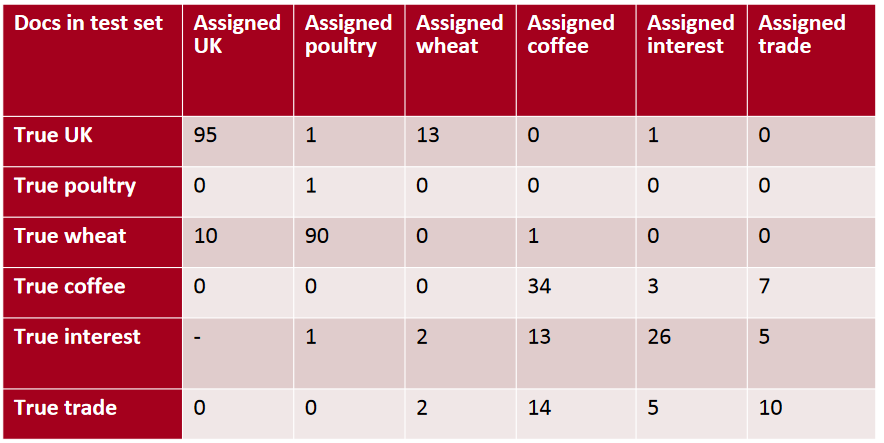 Docs in test set Assigned UK Assigned poultry Assigned wheat Assigned coffee Assigned interest Assigned trade
True UK 95 1 13 0 1 0
True poultry 0 1 0 0 0 0
True wheat 10 90 0 1 0 0
True coffee 0 0 0 34 3 7
True interest - 1 2 13 26 5
True trade 0 0 2 14 5 10